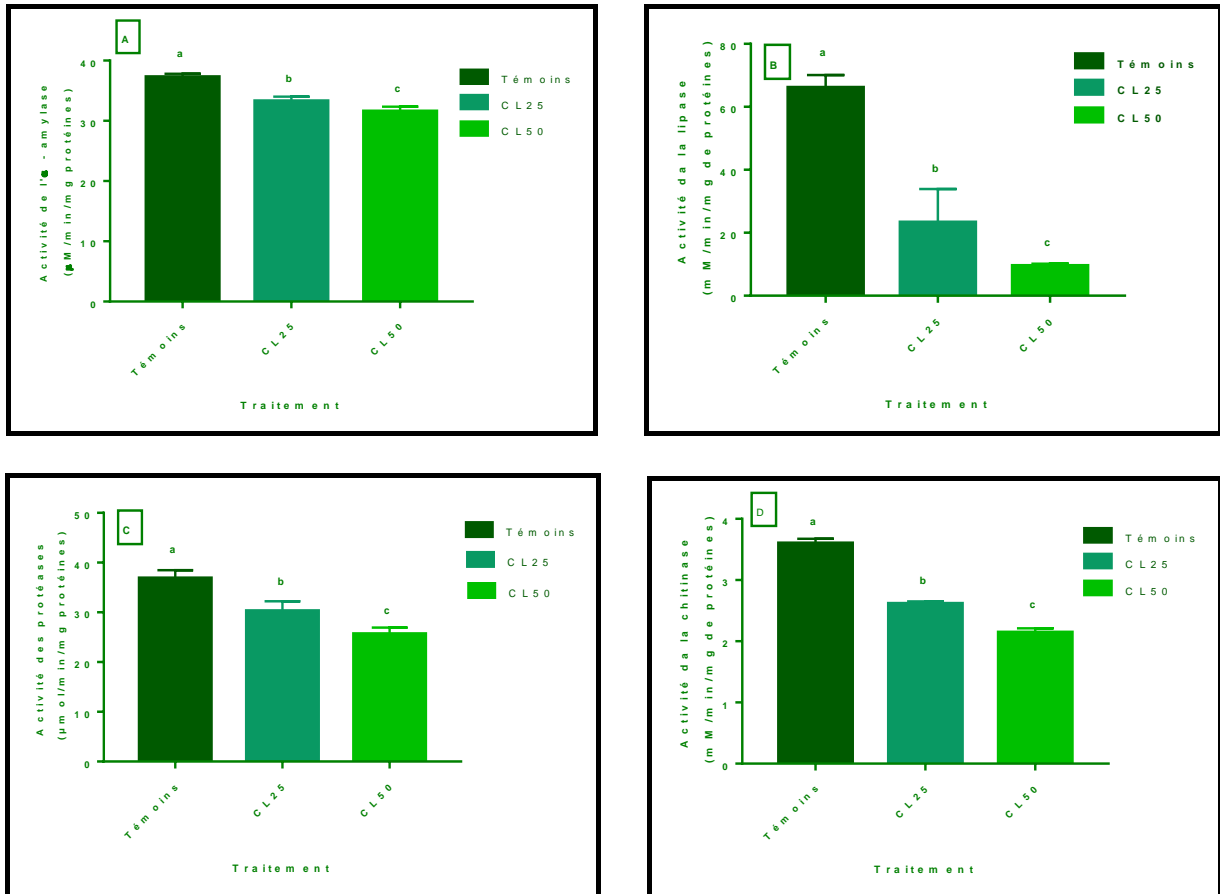 A
a
b
c
40
30
20
10
0
Activité de l'α - amylase
(µM/min/mg protéines)
Témoins
CL25
CL50
Traitement
Témoins
CL25
CL50
B
a
b
c
80
60
40
20
0
Activité da la lipase
(mM/min/mg de protéines)
Témoins
CL25
CL50
Traitement
Témoins
CL25
CL50
C
a
b
c
50
40
30
20
10
0
Activité des protéases
(µmol/min/mg protéines)
Témoins
CL25
CL50
Traitement
Témoins
CL25
CL50
D
a
b
c
4
3
2
1
0
Activité da la chitinase
(mM/min/mg de protéines)
Témoins
CL25
CL50
Traitement
Témoins
CL25
CL50